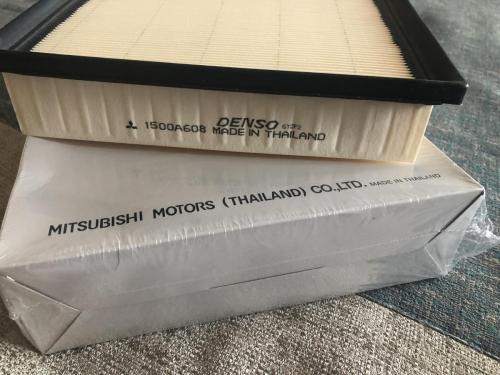 1500A608 DENSO
MADE IN THAILAND
MITSUBISHI MOTORS (THAILAND) CO.,LTD. MADE IN THAILAND